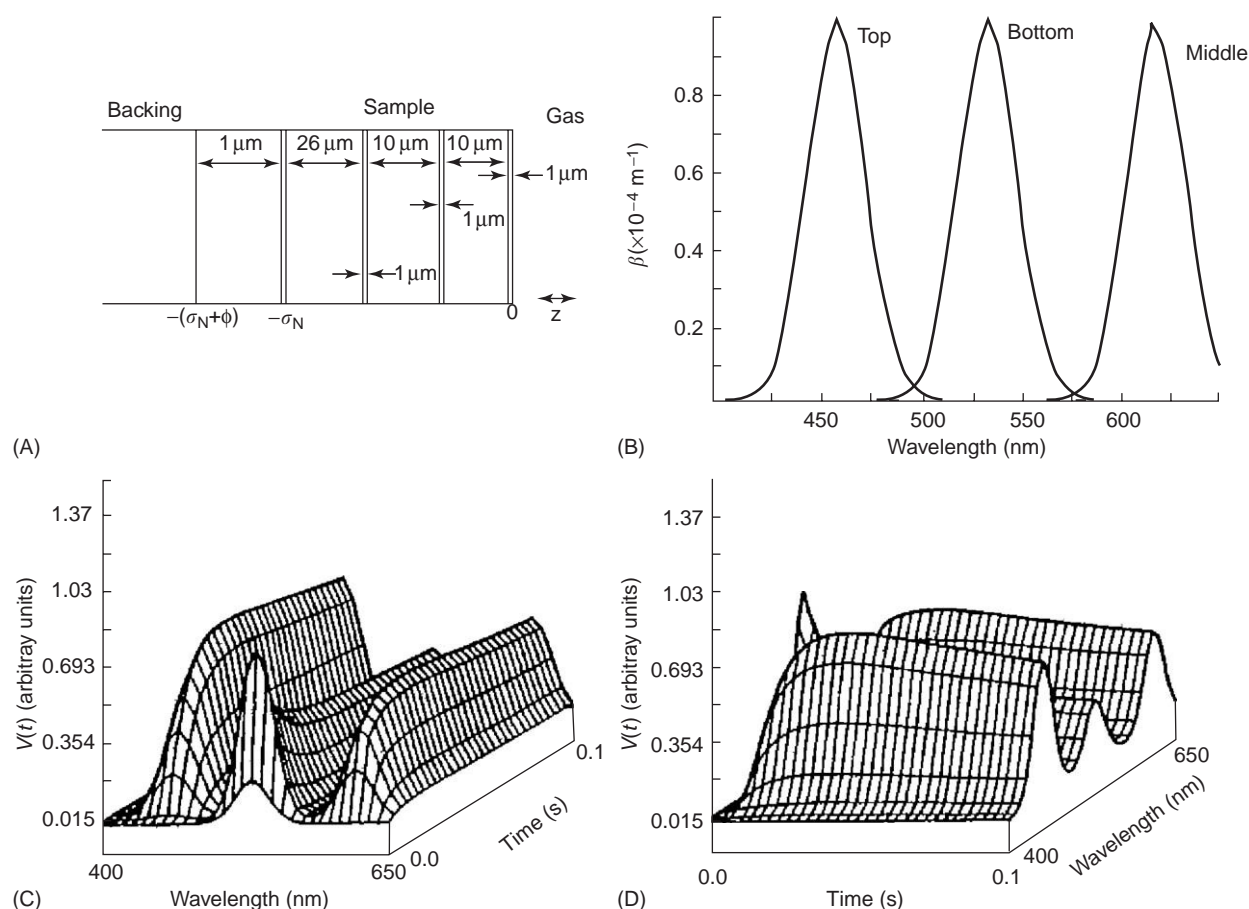 Backing Sample Gas
1 μm 26 μm 10 μm 10 μm
1 μm
1 μm
1 μm
−(σN+ϕ) −σN 0 z
(A)
Top Bottom Middle
β (×10−4 m−1)
0.8
0.6
0.4
0.2
450 500 550 600
Wavelength (nm)
(B)
V(t) (arbitray units)
1.37
1.03
0.693
0.354
0.015
400 650
Wavelength (nm)
0.0 0.1
Time (s)
(C)
V(t) (arbitray units)
1.37
1.03
0.693
0.354
0.015
0.0 0.1
Time (s)
400 650
Wavelength (nm)
(D)